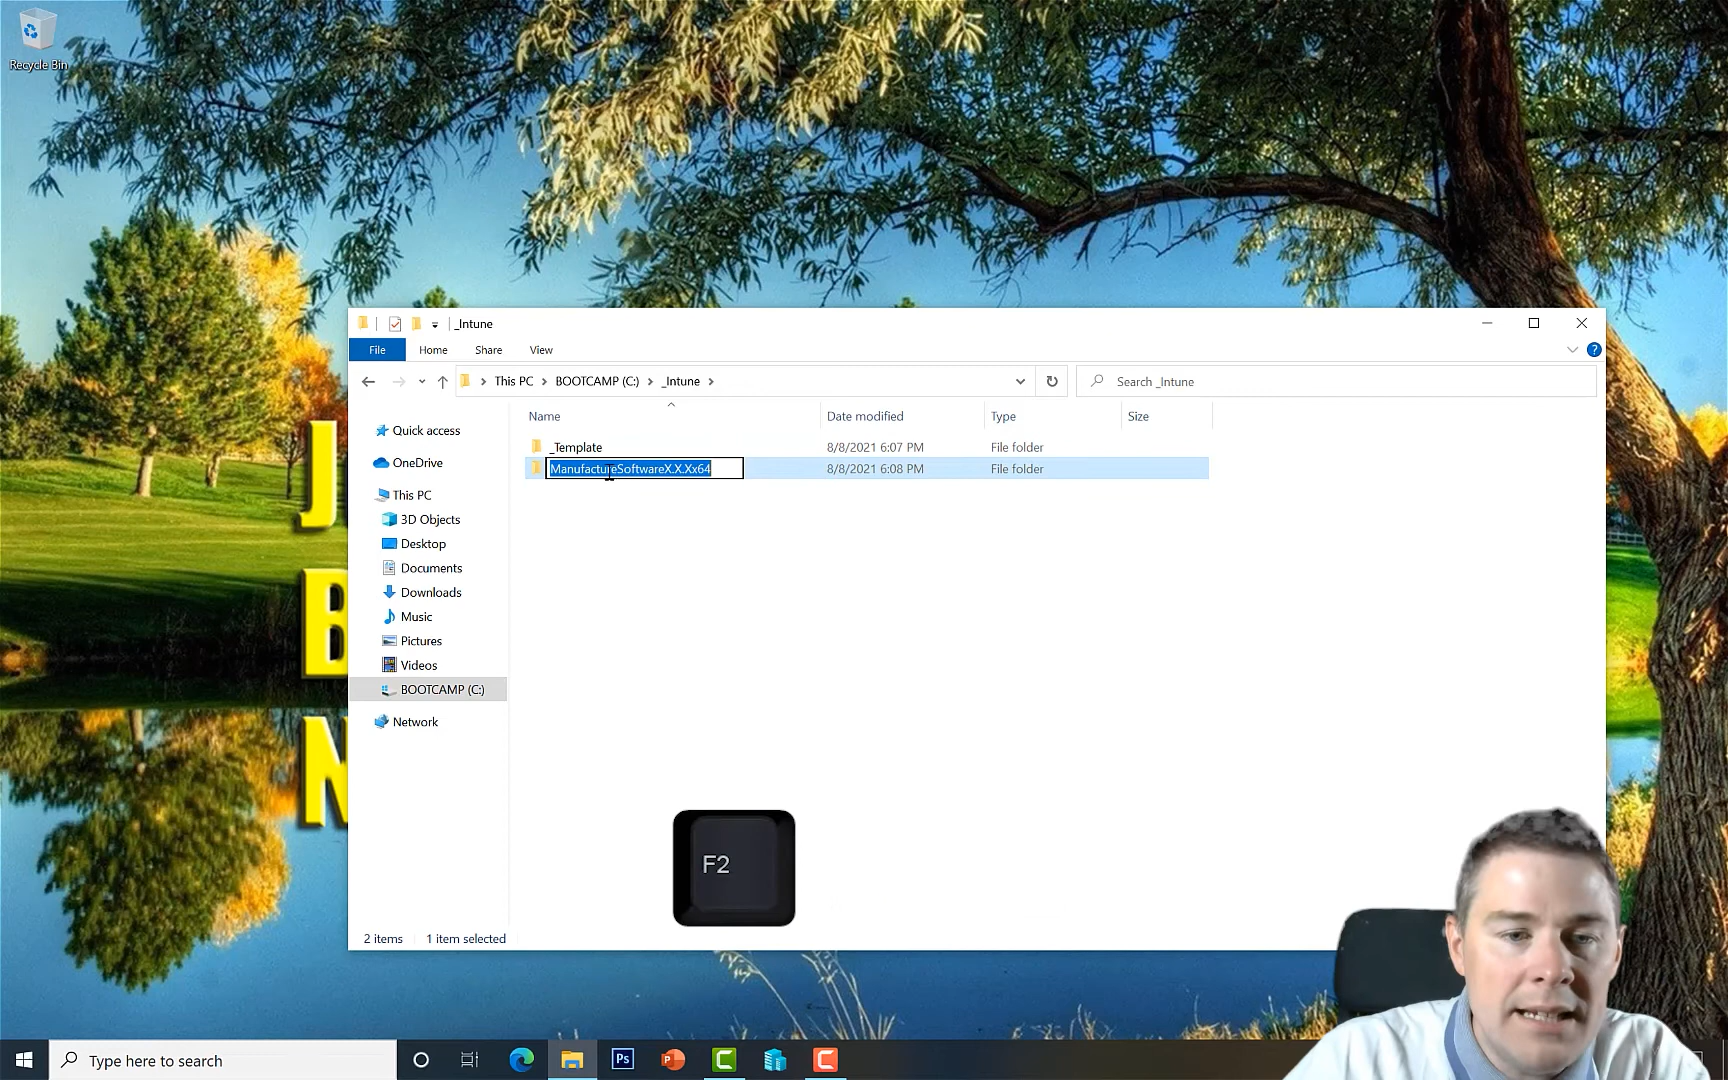 Recycle Bin
J
B
N
_Intune
File
Home
Share
View
This PC
BOOTCAMP (C:)
_Intune
Search _Intune
Name
Date modified
Type
Size
_Template
8/8/2021 6:07 PM
File folder
ManufactureSoftwareX.X.Xx64
8/8/2021 6:08 PM
File folder
Quick access
OneDrive
This PC
3D Objects
Desktop
Documents
Downloads
Music
Pictures
Videos
BOOTCAMP (C:)
Network
F2
2 items
1 item selected
Type here to search
Ps